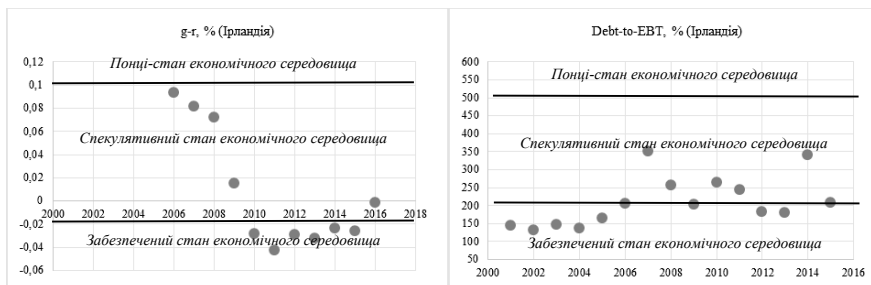 g-r, % (Ірландія)
0,12
Понці-стан економічного середовища
0,1
0,08
0,06
Спекулятивний стан економічного середовища
0,04
0,02
0
2000 2002 2004 2006 2008 2010 2012 2014 2016 2018
-0,02
Забезпечений стан економічного середовища
-0,04
-0,06
Debt-to-EBT, % (Ірландія)
600
550
Понці-стан економічного середовища
500
450
400
Спекулятивний стан економічного середовища
350
300
250
200
150
Забезпечений стан економічного середовища
100
50
2000 2002 2004 2006 2008 2010 2012 2014 2016